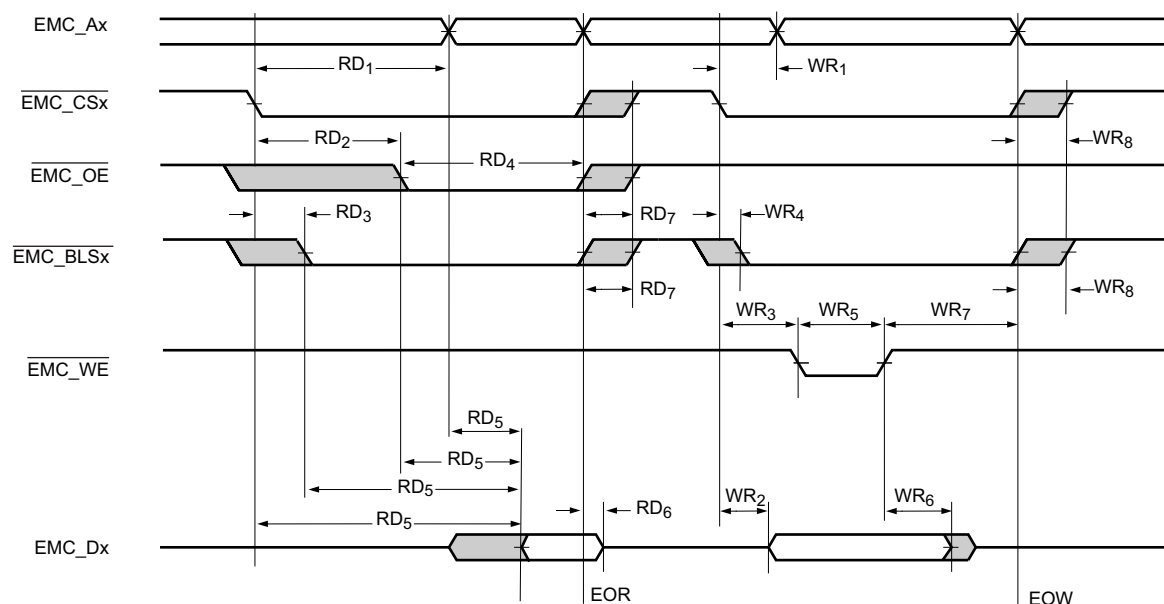 EMC_Ax
RD1
WR1
EMC_CSx
RD2
RD4
WR8
EMC_OE
RD3
RD7
WR4
EMC_BLSx
RD7
WR8
WR3
WR5
WR7
EMC_WE
RD5
RD5
RD5
RD5
RD6
WR2
WR6
EMC_Dx
EOR
EOW